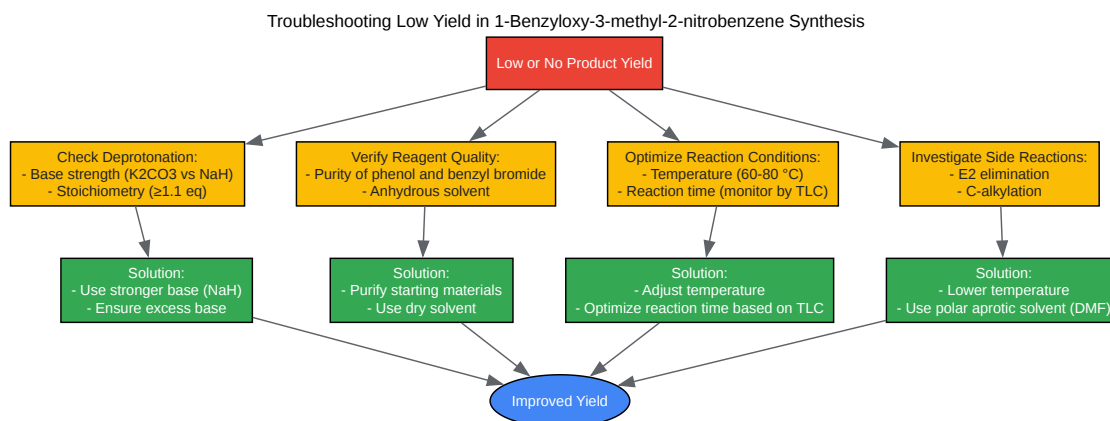 Troubleshooting Low Yield in 1-Benzyloxy-3-methyl-2-nitrobenzene Synthesis
Low or No Product Yield
Check Deprotonation:
- Base strength (K2CO3 vs NaH)
- Stoichiometry (≥1.1 eq)
Verify Reagent Quality:
- Purity of phenol and benzyl bromide
- Anhydrous solvent
Optimize Reaction Conditions:
- Temperature (60-80 °C)
- Reaction time (monitor by TLC)
Investigate Side Reactions:
- E2 elimination
- C-alkylation
Solution:
- Use stronger base (NaH)
- Ensure excess base
Solution:
- Purify starting materials
- Use dry solvent
Solution:
- Adjust temperature
- Optimize reaction time based on TLC
Solution:
- Lower temperature
- Use polar aprotic solvent (DMF)
Improved Yield